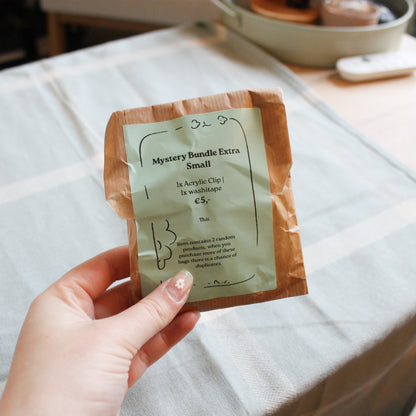 Mystery Bundle Extra
Small
1x Acrylic Clip |
1x washitape
€5,-
This
item contains 2 random
products, when you
purchase more of these
bags there is a chance of
duplicates.